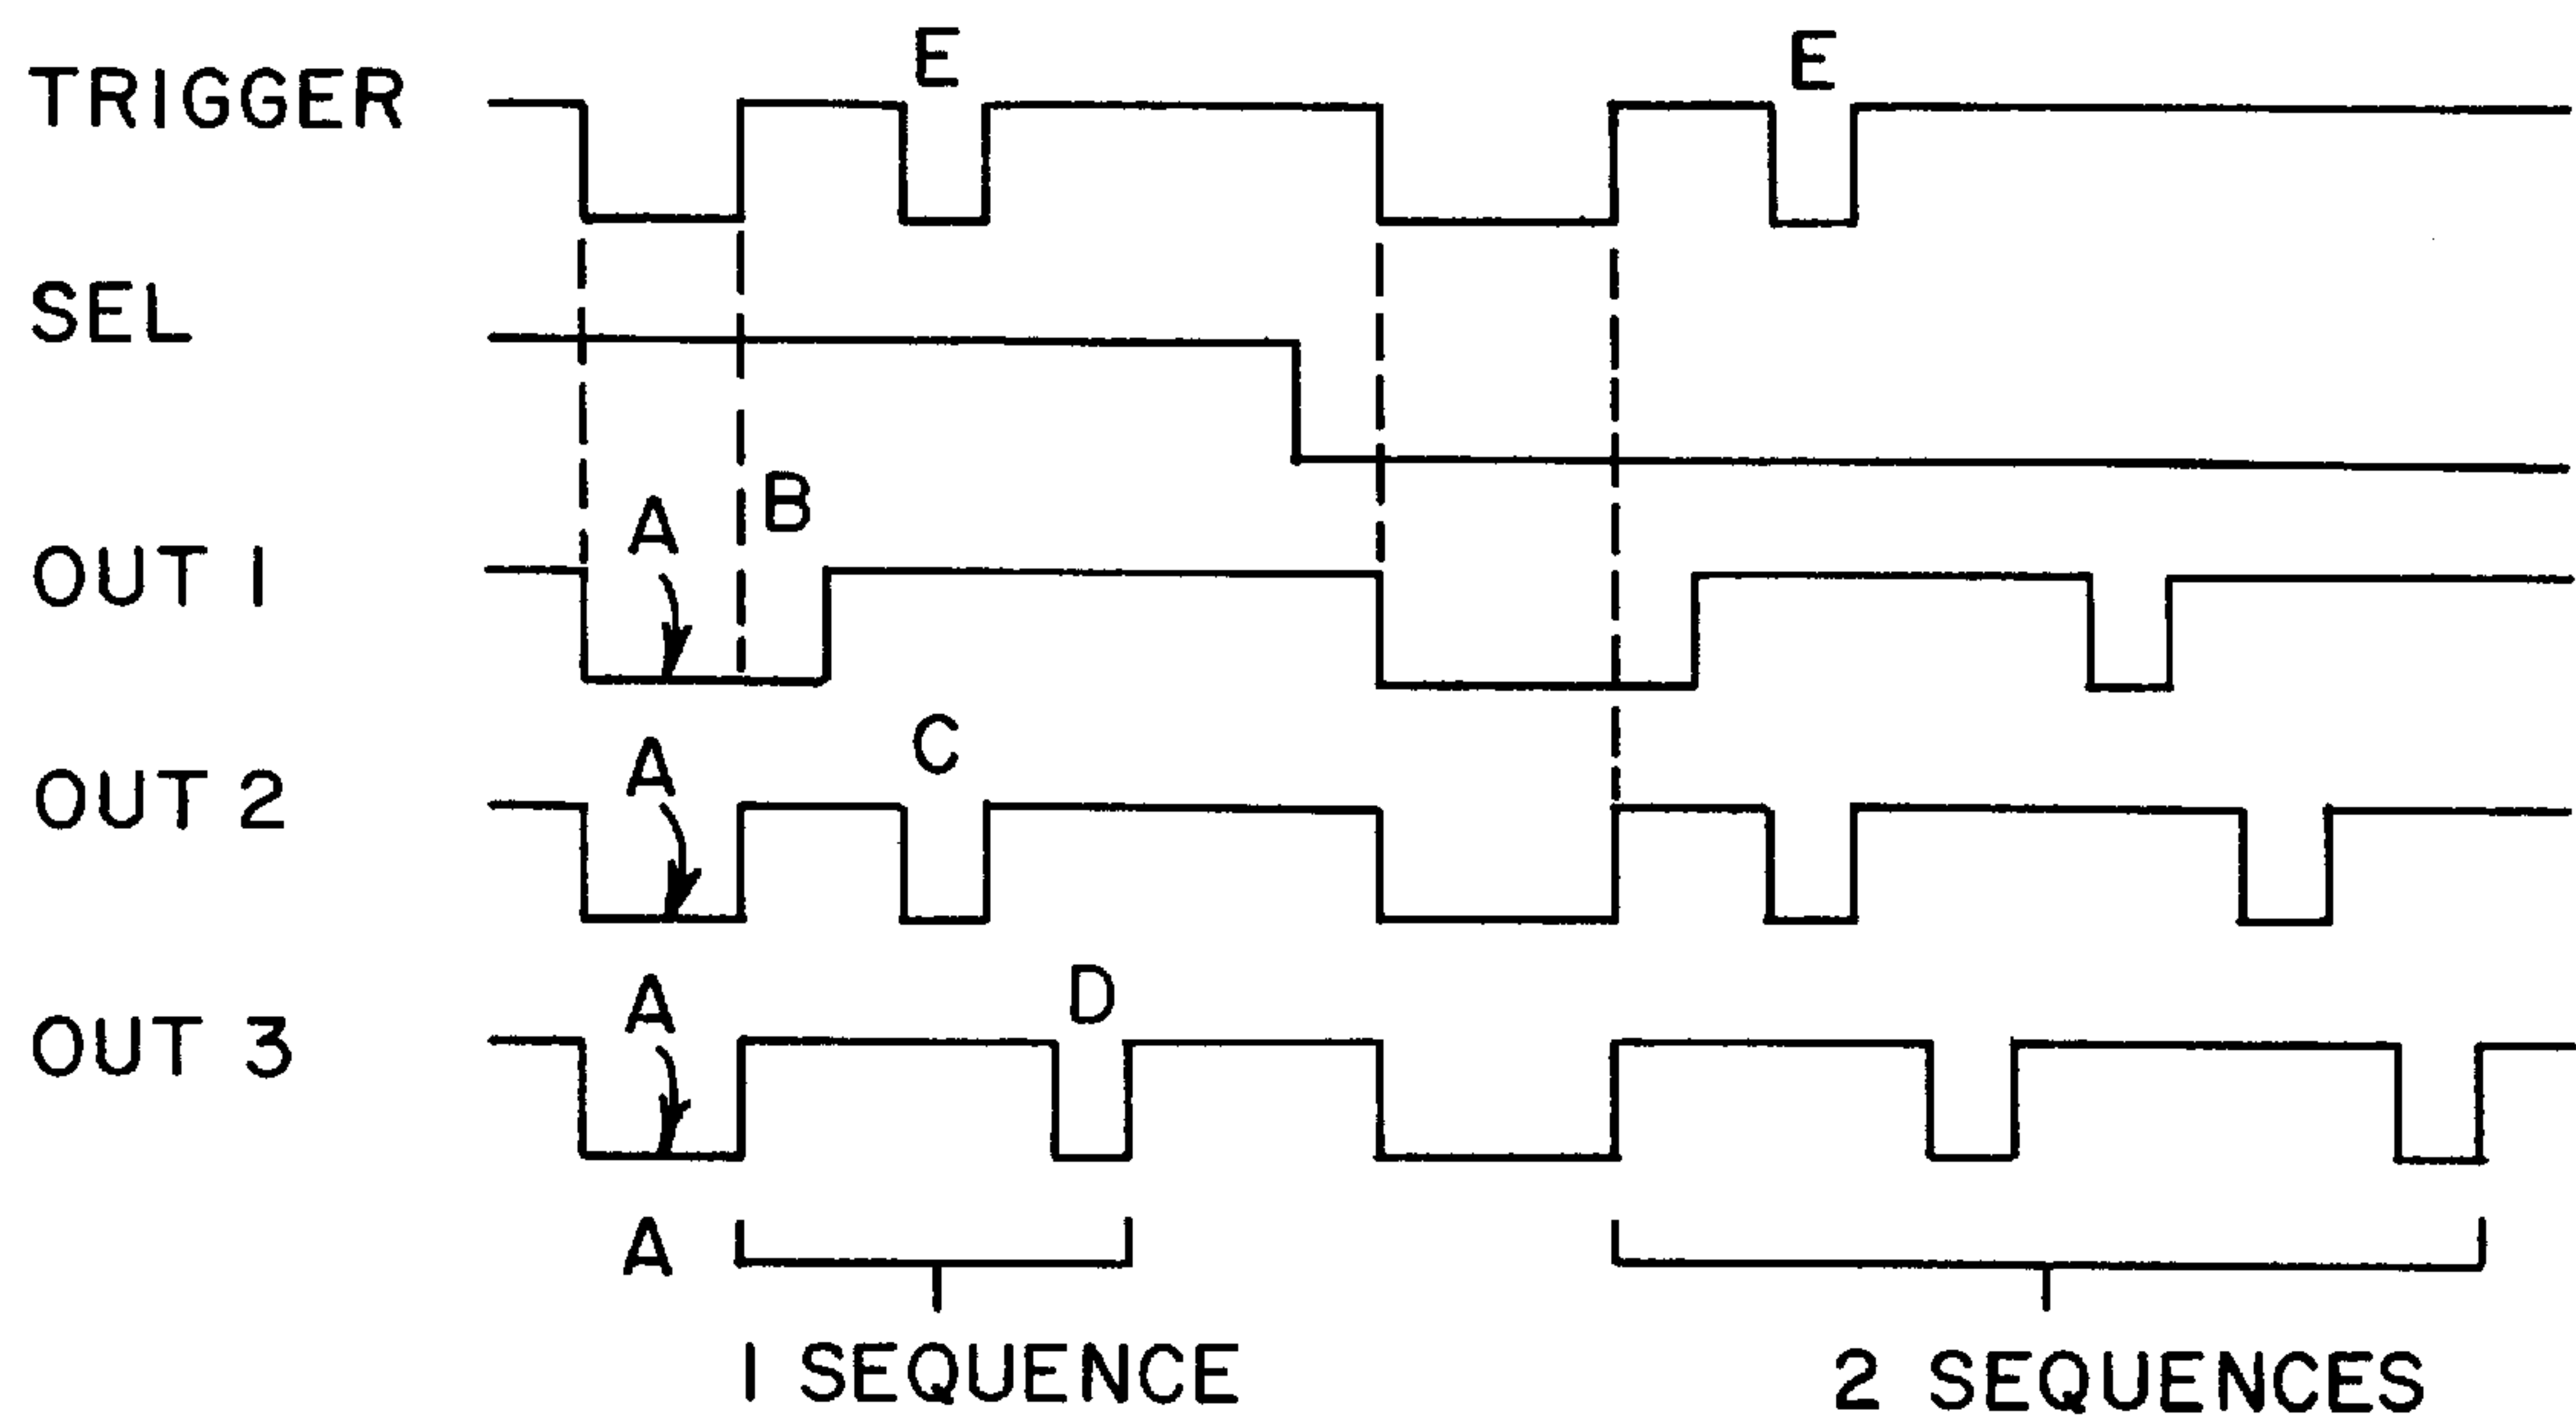 E E
TRIGGER
SEL
A B
OUT 1
A C
OUT 2
A D
OUT 3
A
1 SEQUENCE 2 SEQUENCES